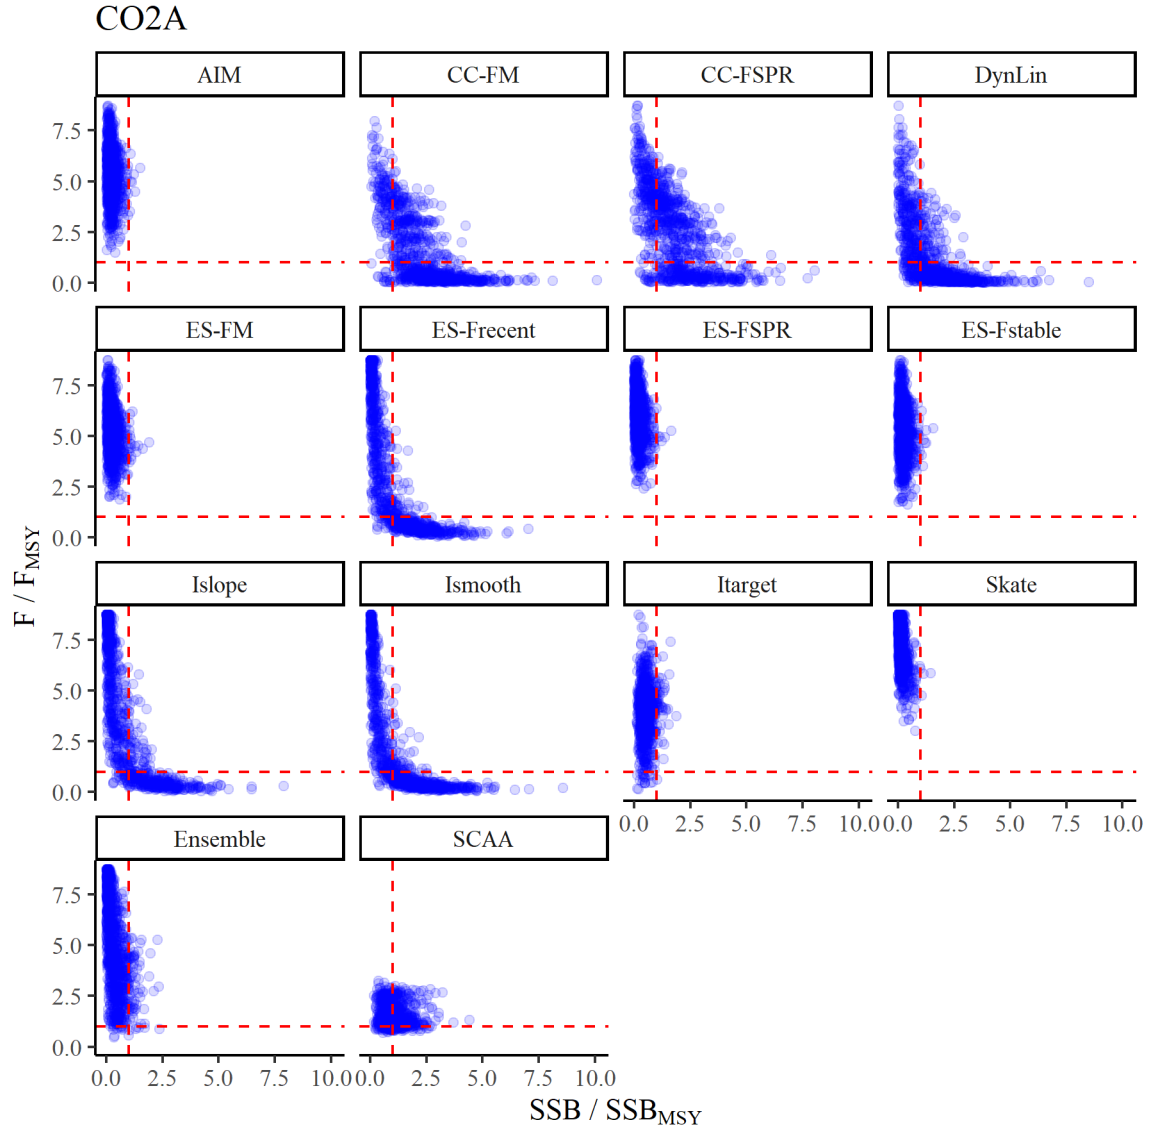 CO2A
AIM CC-FM CC-FSPR DynLin
7.5
5.0
2.5
0.0
ES-FM ES-Frecent ES-FSPR ES-Fstable
7.5
5.0
2.5
0.0
Islope Ismooth Itarget Skate
7.5
5.0
2.5
0.0
0.0 2.5 5.0 7.5 10.0 0.0 2.5 5.0 7.5 10.0
Ensemble SCAA
7.5
5.0
2.5
0.0
0.0 2.5 5.0 7.5 10.0 0.0 2.5 5.0 7.5 10.0
F / FMSY
SSB / SSBMSY